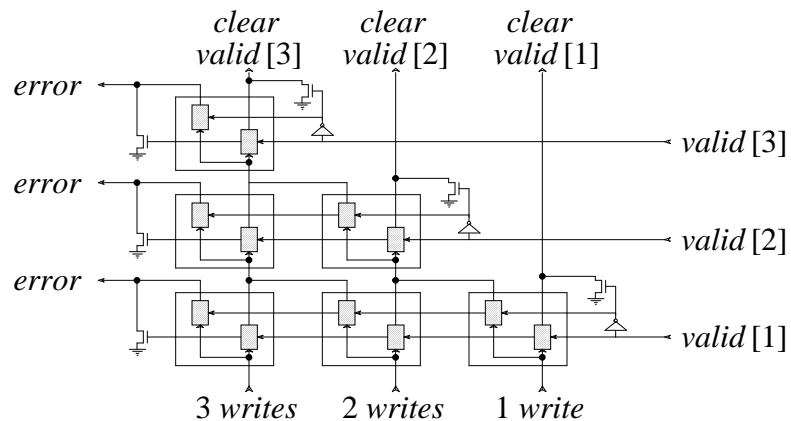 clear clear clear
valid [3] valid [2] valid [1]
error
valid [3]
error
valid [2]
error
valid [1]
3 writes 2 writes 1 write